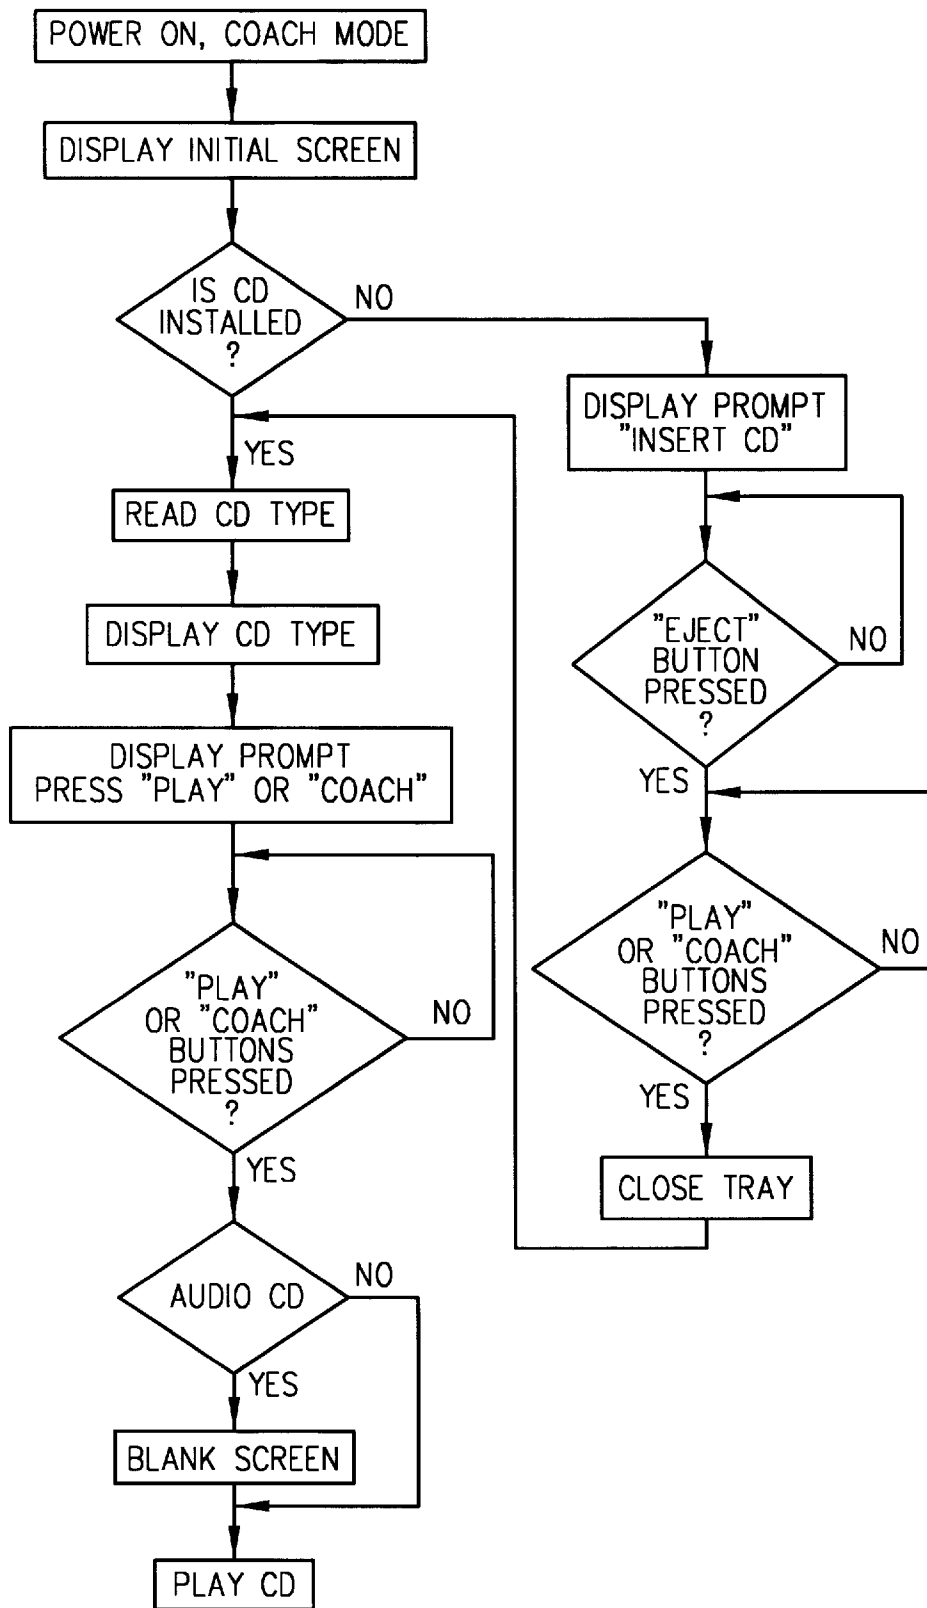 POWER ON, COACH MODE
DISPLAY INITIAL SCREEN
IS CD
INSTALLED
?
NO
YES
READ CD TYPE
DISPLAY CD TYPE
DISPLAY PROMPT
PRESS "PLAY" OR "COACH"
"PLAY"
OR "COACH"
BUTTONS
PRESSED
?
NO
YES
AUDIO CD
NO
YES
BLANK SCREEN
PLAY CD
DISPLAY PROMPT
"INSERT CD"
"EJECT"
BUTTON
PRESSED
?
NO
YES
"PLAY"
OR "COACH"
BUTTONS
PRESSED
?
NO
YES
CLOSE TRAY